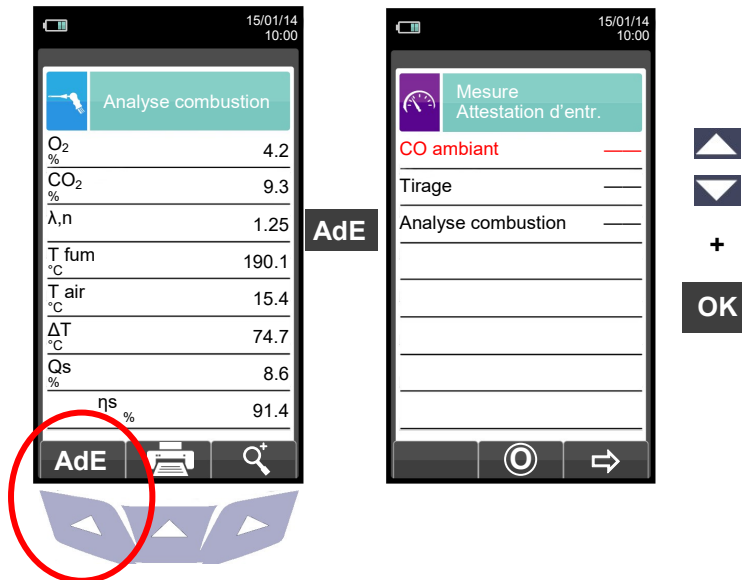 15/01/14
10:00
Analyse combustion
O₂
% 4.2
CO₂
% 9.3
λ,n 1.25
T fum
°C 190.1
T air
°C 15.4
ΔT
°C 74.7
Qs
% 8.6
ηs % 91.4
AdE
AdE
15/01/14
10:00
Mesure
Attestation d'entr.
CO ambiant ——
Tirage ——
Analyse combustion ——
+
OK